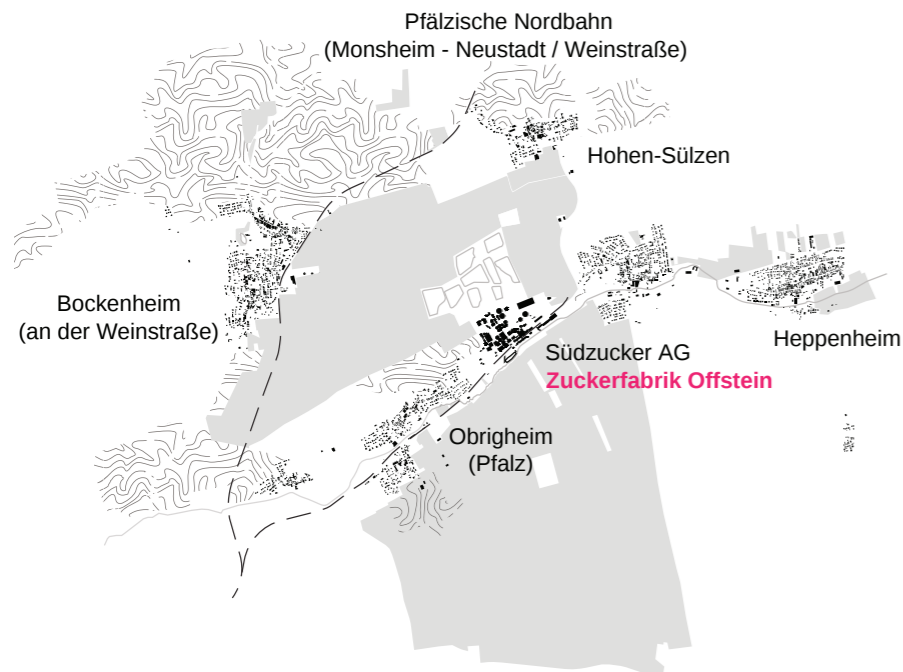 Pfälzische Nordbahn
(Monsheim - Neustadt / Weinstraße)
Hohen-Sülzen
Bockenheim
(an der Weinstraße)
Heppenheim
Südzucker AG
Zuckerfabrik Offstein
Obrigheim
(Pfalz)